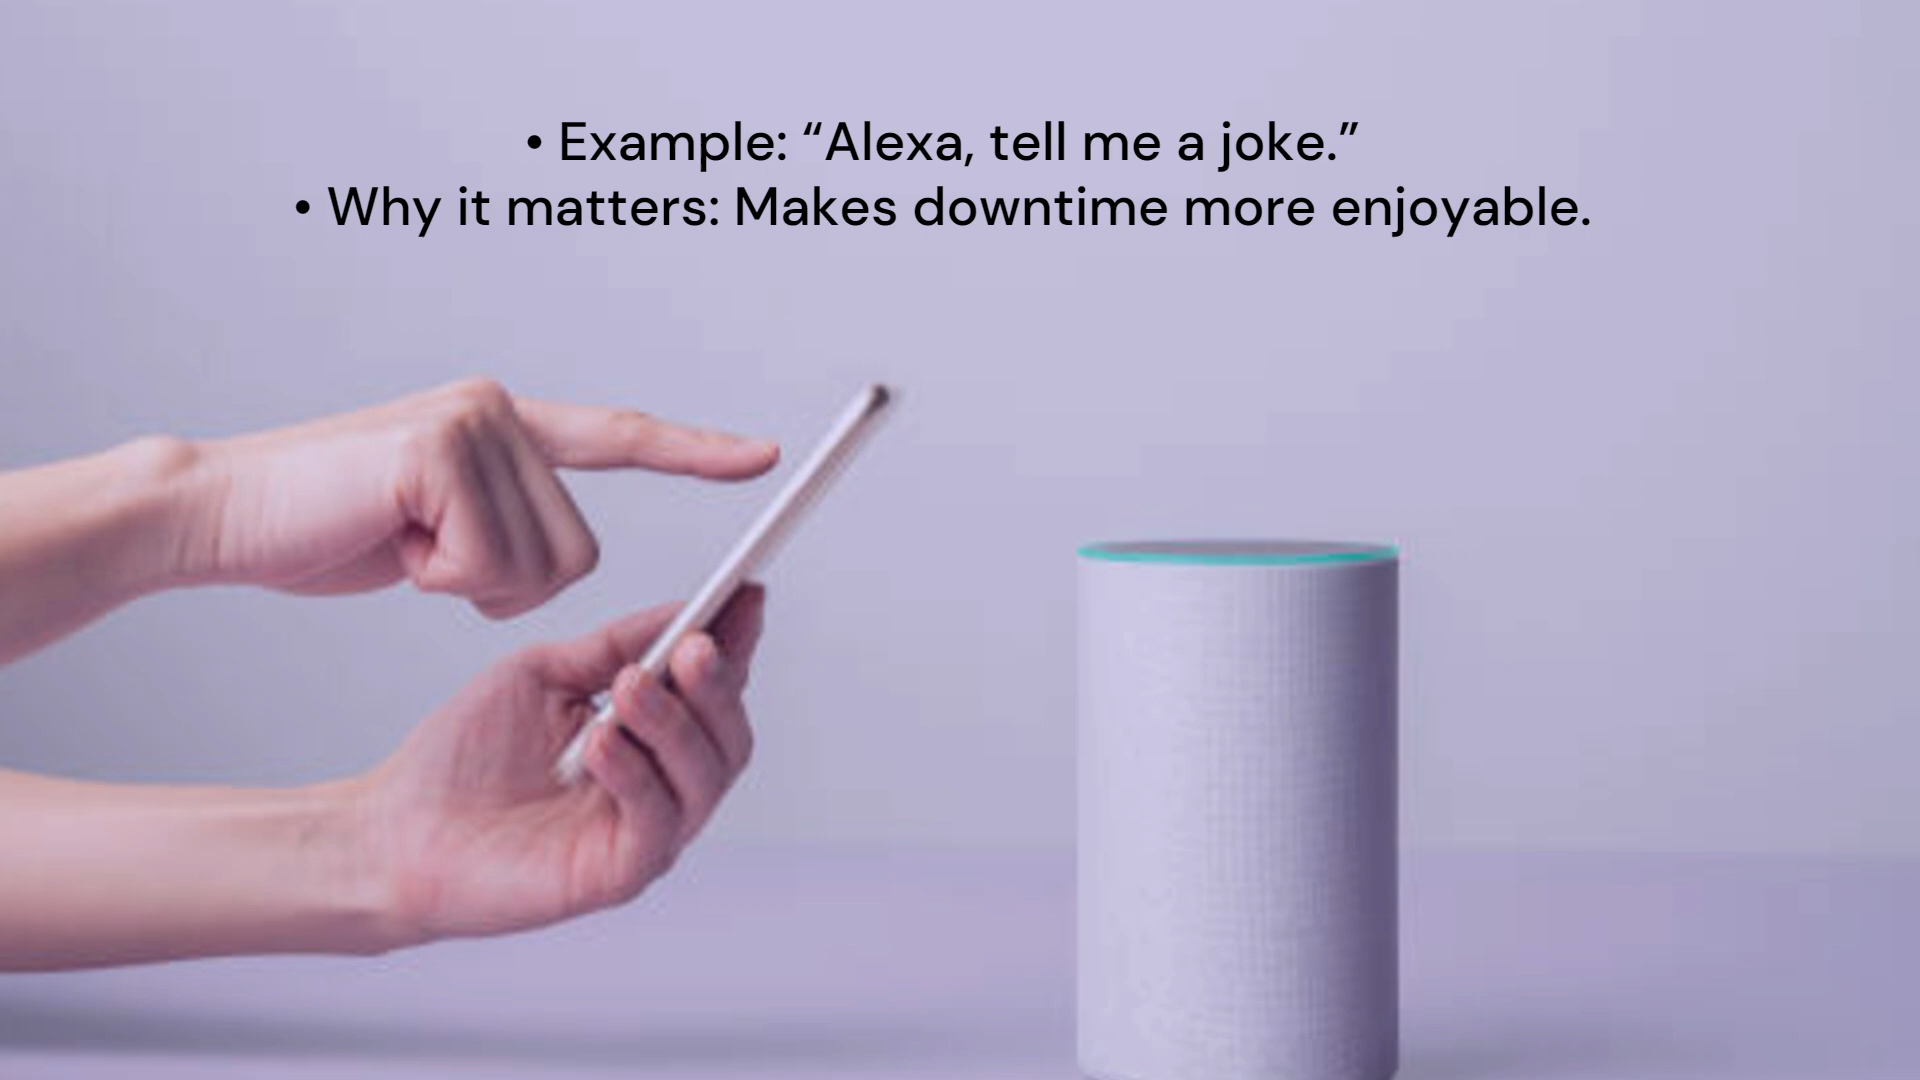 • Example: “Alexa, tell me a joke.”
• Why it matters: Makes downtime more enjoyable.